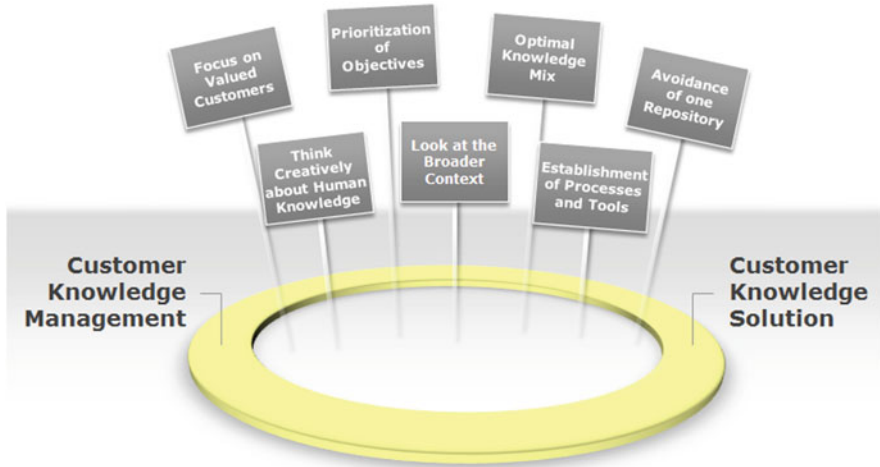 Focus on
Valued
Customers
Prioritization
of
Objectives
Optimal
Knowledge
Mix
Avoidance
of one
Repository
Think
Creatively
about Human
Knowledge
Look at the
Broader
Context
Establishment
of Processes
and Tools
Customer
Knowledge
Management
Customer
Knowledge
Solution